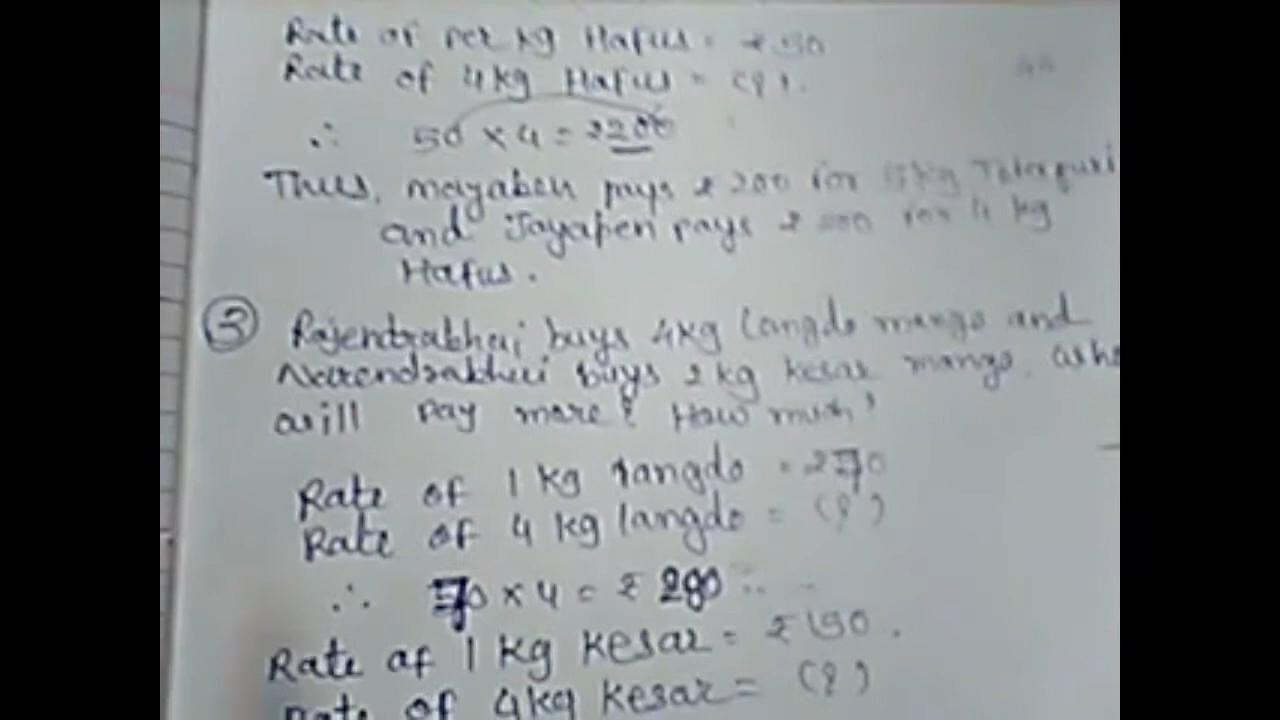 Rate of per kg Hafus = ₹ 50
Rate of 4 kg Hafus = (?).
∴ 50 × 4 = ₹ 200
Thus, mayaben pays ₹ 200 for 5 kg Totapuri
and Jayaben pays ₹ 200 for 4 kg
Hafus.
③ Rajendrabhai buys 4kg langdo mango and
Narendrabhai buys 2 kg kesar mango.
will pay more? How much?
Rate of 1 kg langdo = ₹ 70
Rate of 4 kg langdo = (?)
∴ 70 × 4 = ₹ 280
Rate of 1 kg kesar = ₹ 150.
Rate of 4kg kesar = (?)